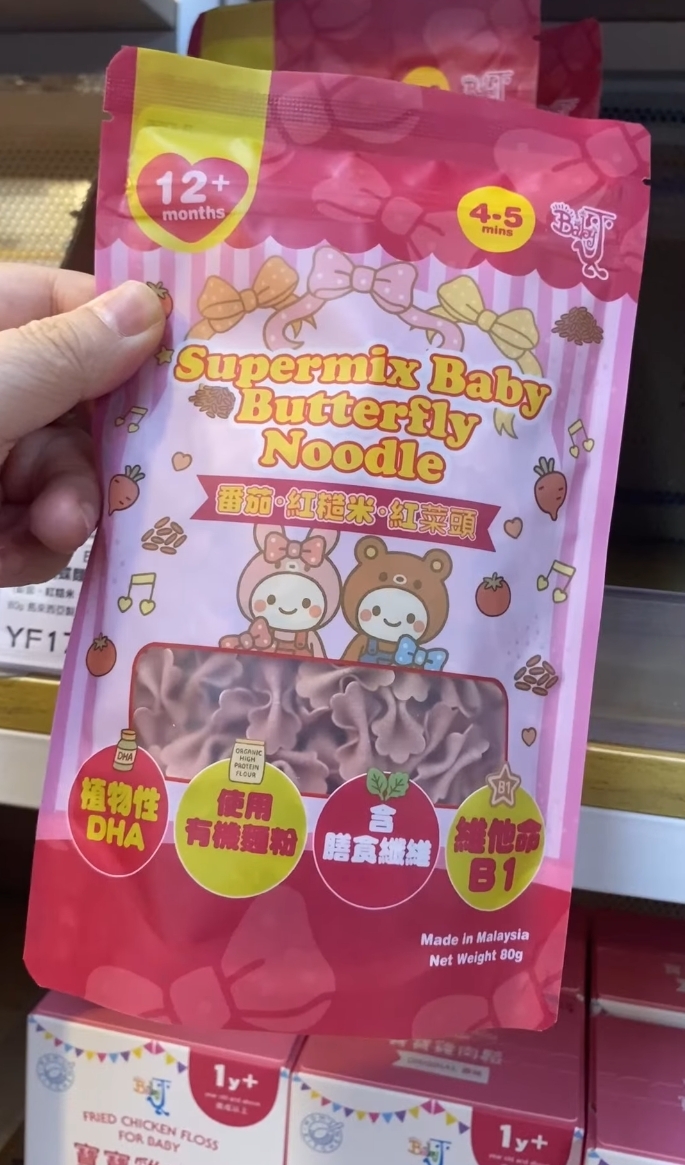 12+
months
4-5
mins
Baby J
Supermix Baby
Butterfly
Noodle
番茄·紅糙米·紅菜頭
DHA
植物性
DHA
ORGANIC
HIGH
PROTEIN
FLOUR
使用
有機麵粉
含
膳食纖維
B1
維他命
B1
Made in Malaysia
Net Weight 80g
YF17
1y+
FRIED CHICKEN FLOSS
FOR BABY
1y+